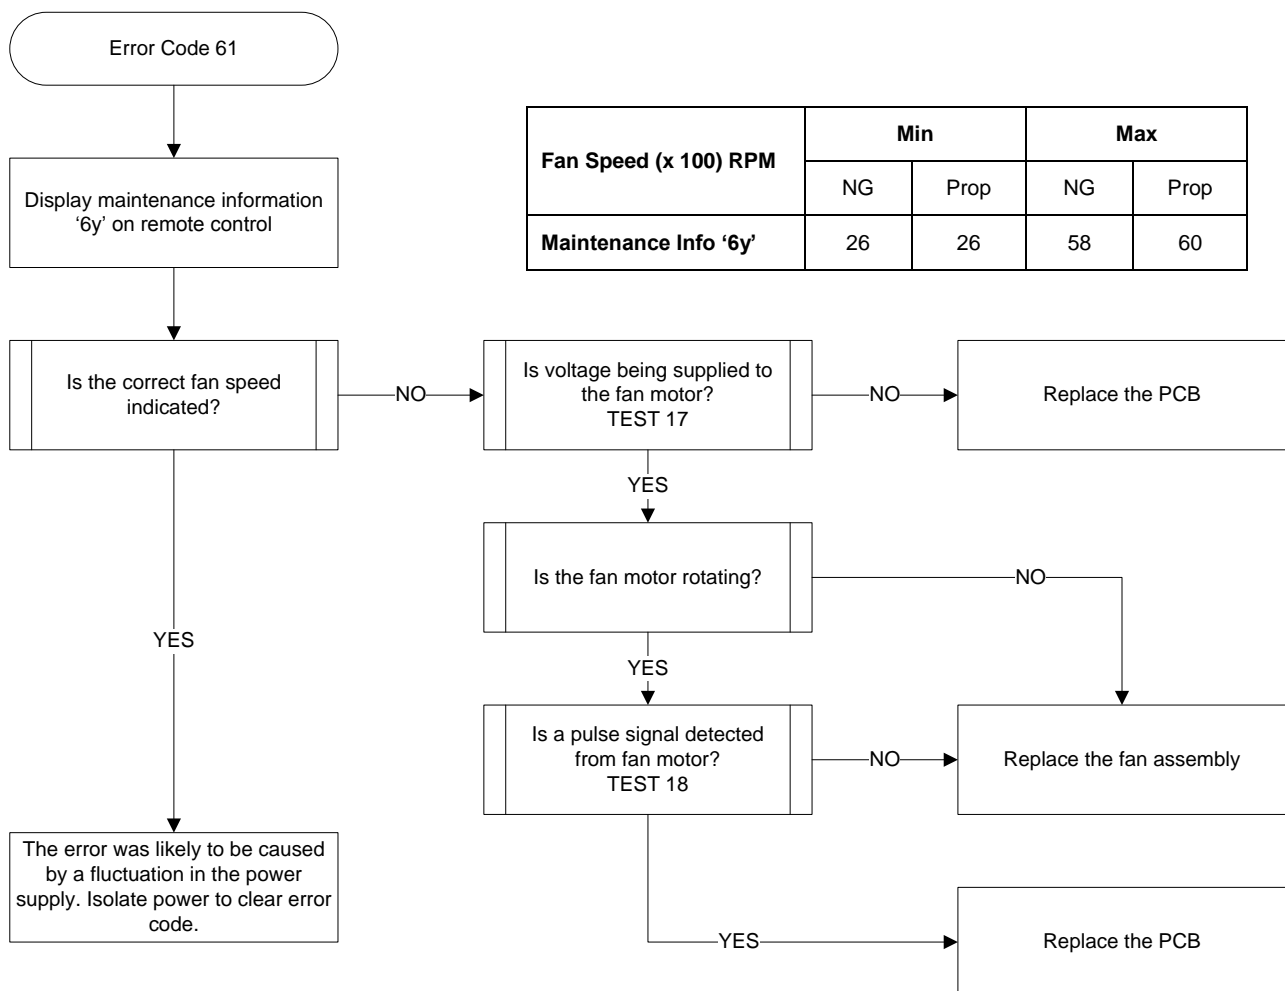 Error Code 61
Display maintenance information
‘6y’ on remote control
Fan Speed (x 100) RPM
Min
Max
NG
Prop
NG
Prop
Maintenance Info ‘6y’
26
26
58
60
Is the correct fan speed
indicated?
NO
Is voltage being supplied to
the fan motor?
TEST 17
NO
Replace the PCB
YES
Is the fan motor rotating?
NO
YES
YES
Is a pulse signal detected
from fan motor?
TEST 18
NO
Replace the fan assembly
The error was likely to be caused
by a fluctuation in the power
supply. Isolate power to clear error
code.
YES
Replace the PCB